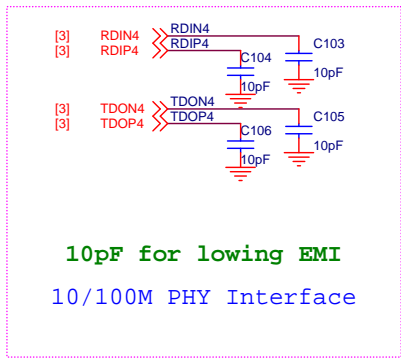 [3] RDIN4 RDIN4
[3] RDIP4 RDIP4
C104 C103
10pF 10pF
[3] TDON4 TDON4
[3] TDOP4 TDOP4
C106 C105
10pF 10pF
10pF for lowing EMI
10/100M PHY Interface